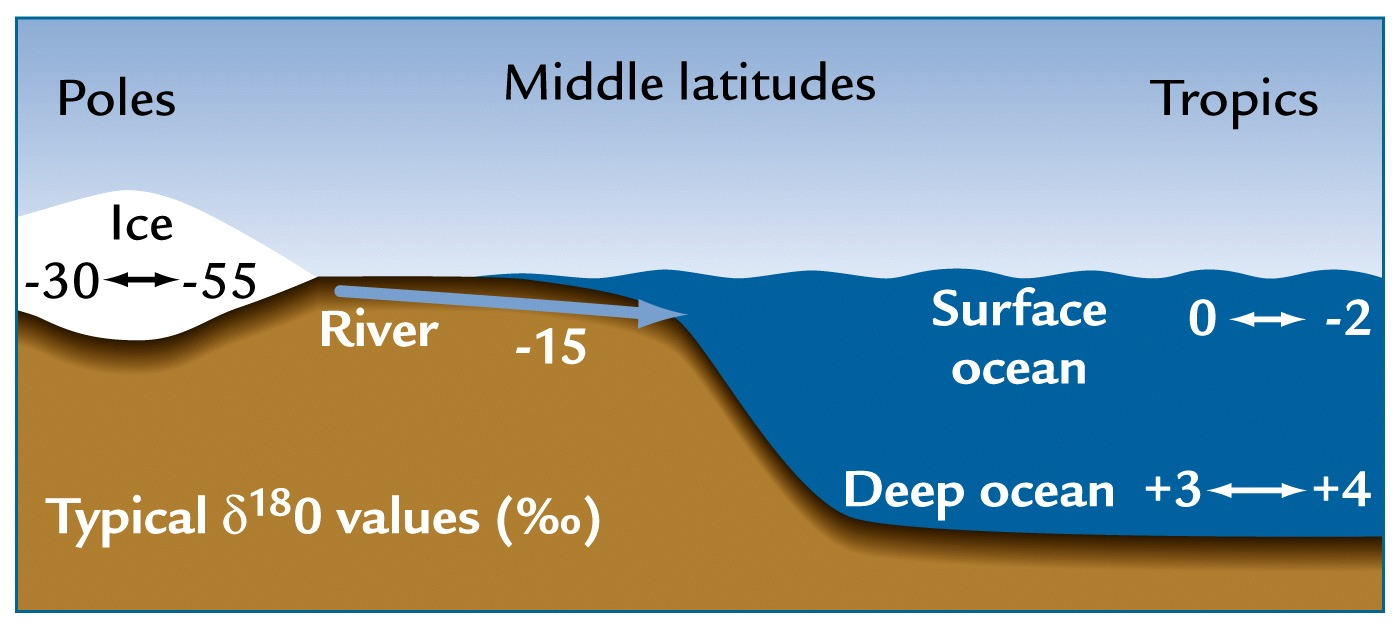 Poles
Middle latitudes
Tropics
Ice
-30 ↔ -55
River
-15
Surface
ocean
0 ↔ -2
Deep ocean +3 ↔ +4
Typical δ¹⁸0 values (‰)